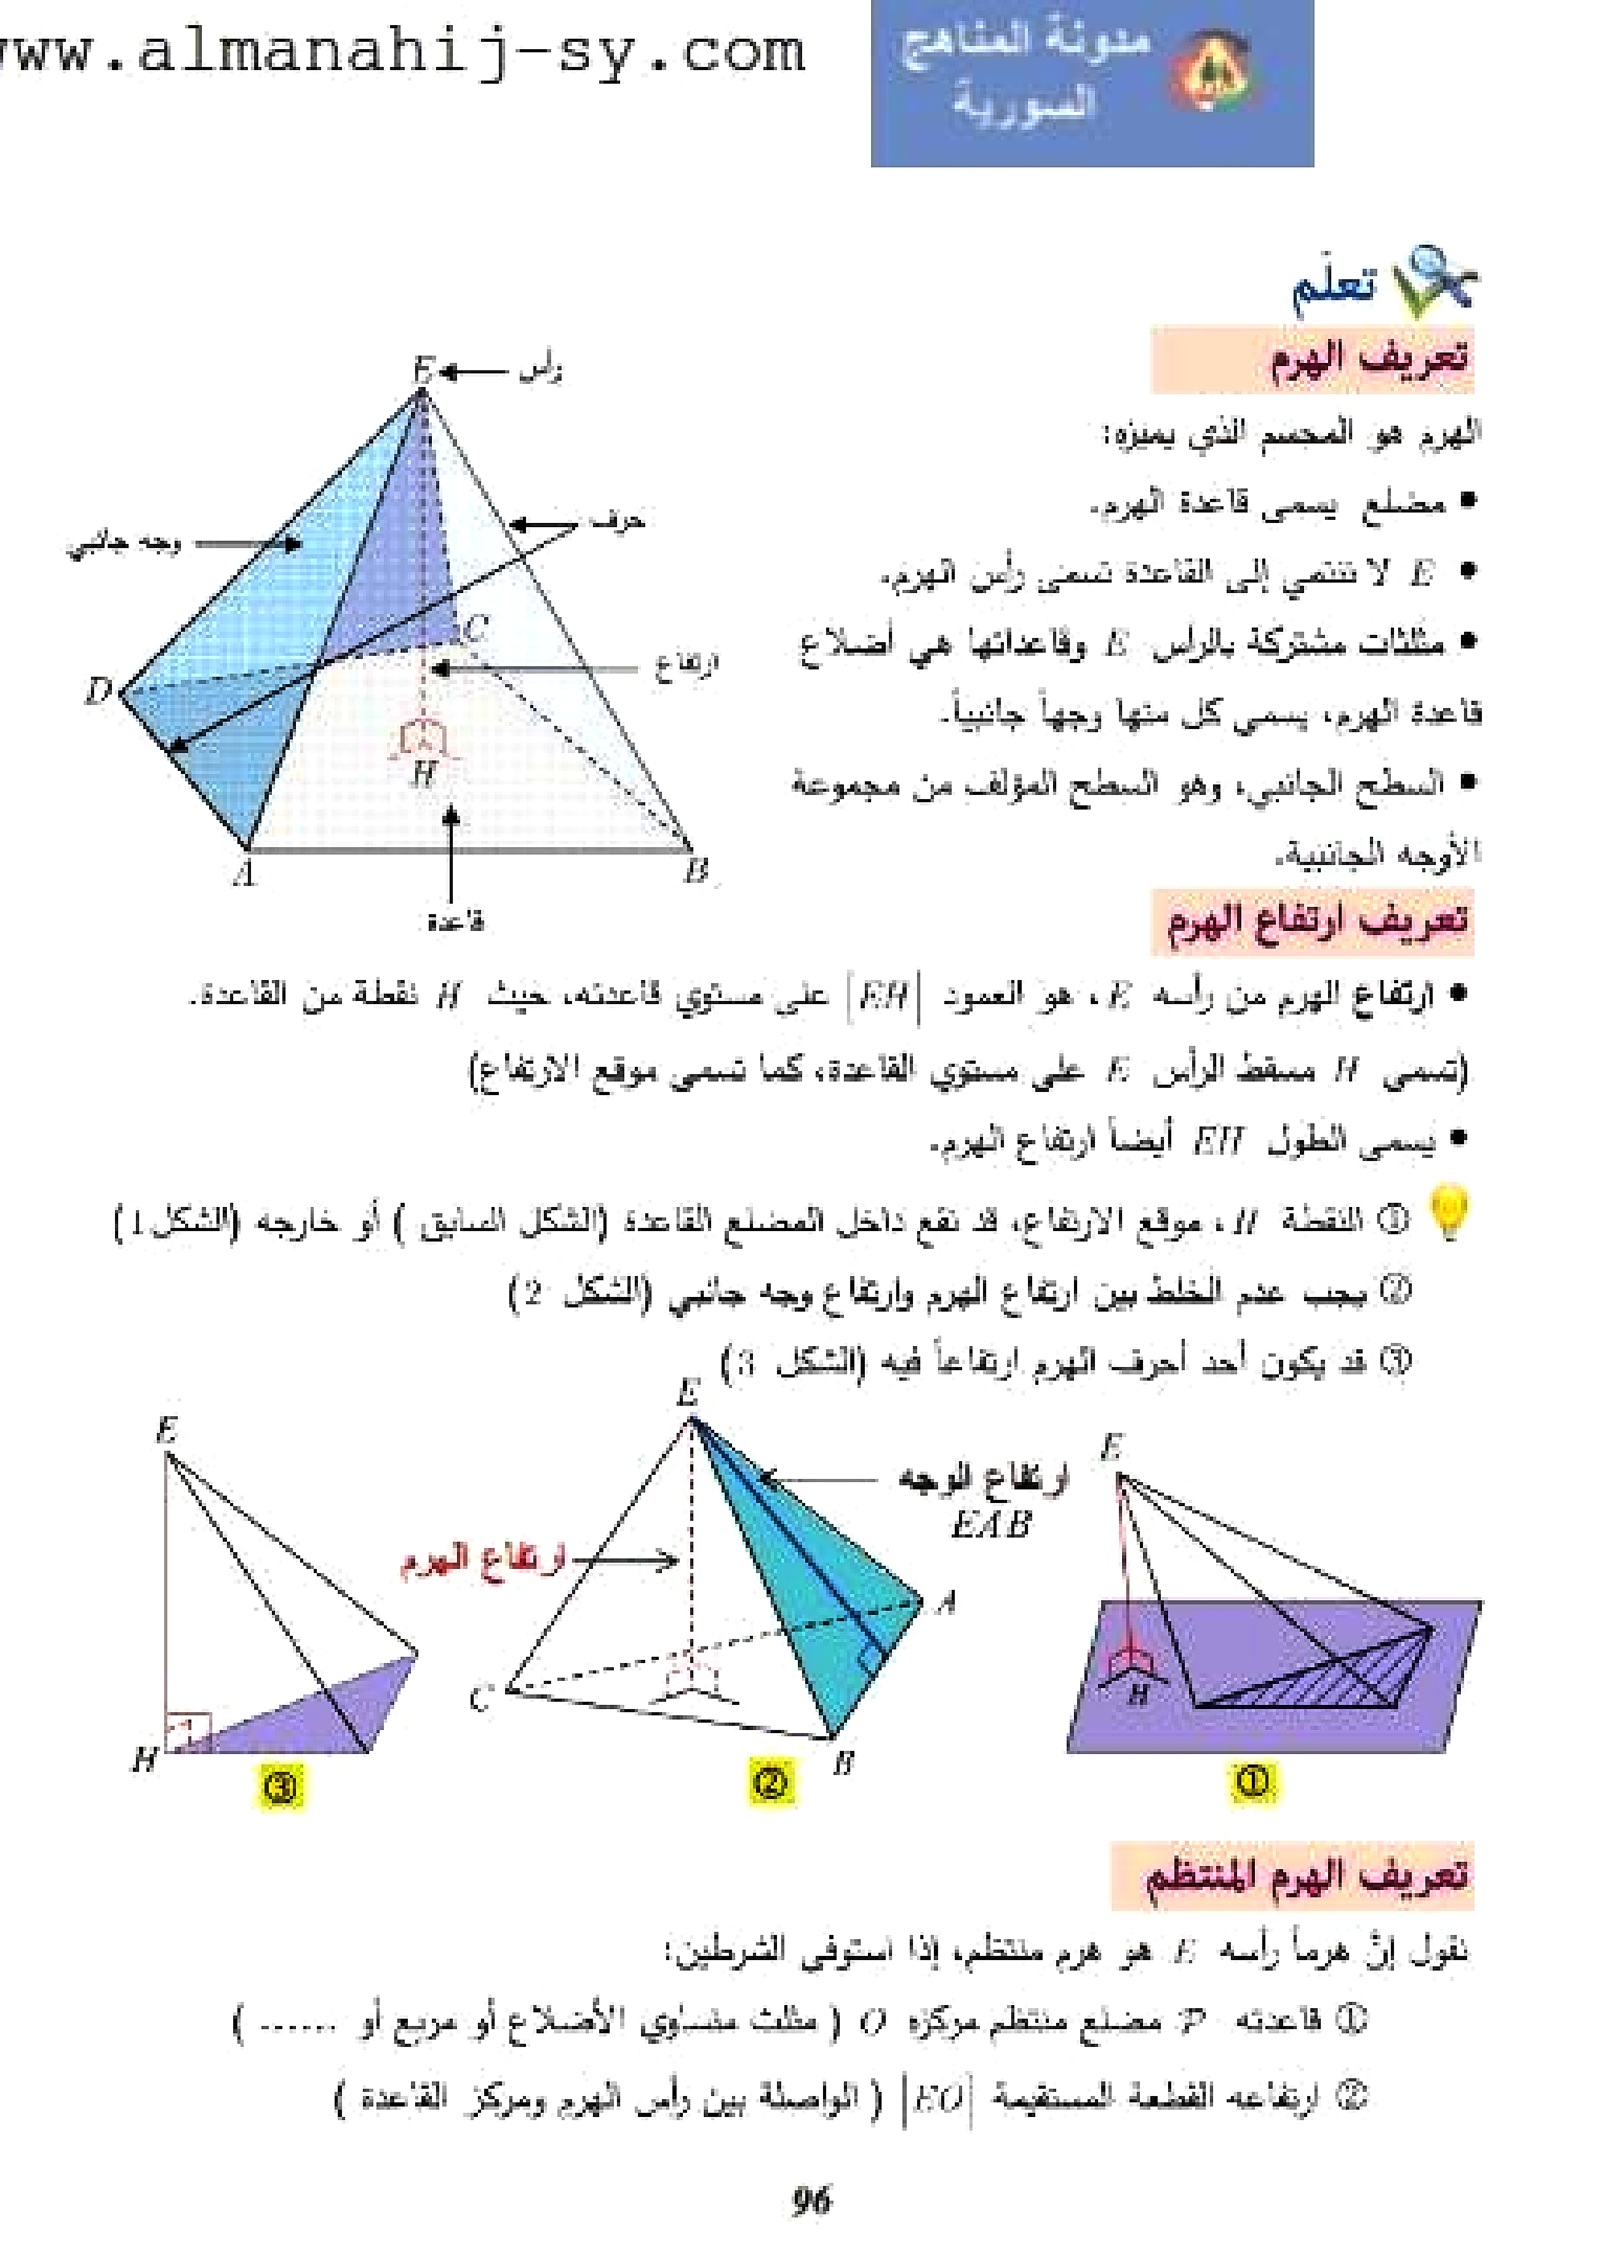 www.almanahij-sy.com
مدونة المناهج
السورية
تعلّم
تعريف الهرم
الهرم هو المجسم الذي يميزه:
• مضلع يسمى قاعدة الهرم.
• E لا تنتمي إلى القاعدة تسمى رأس الهرم.
• مثلثات مشتركة بالرأس E وقاعداتها هي أضلاع
قاعدة الهرم، يسمى كل منها وجهاً جانبياً.
• السطح الجانبي، وهو السطح المؤلف من مجموعة
الأوجه الجانبية.
E
رأس
حرف
وجه جانبي
C
ارتفاع
D
H
A
B
قاعدة
تعريف ارتفاع الهرم
• ارتفاع الهرم من رأسه E، هو العمود [EH] على مستوي قاعدته، حيث H نقطة من القاعدة.
(تسمى H مسقط الرأس E على مستوي القاعدة، كما تسمى موقع الارتفاع)
• يسمى الطول EH أيضاً ارتفاع الهرم.
① النقطة H، موقع الارتفاع، قد تقع داخل المضلع القاعدة (الشكل السابق ) أو خارجه (الشكل1)
② يجب عدم الخلط بين ارتفاع الهرم وارتفاع وجه جانبي (الشكل 2)
③ قد يكون أحد أحرف الهرم ارتفاعاً فيه (الشكل 3)
E
H
①
E
ارتفاع الوجه
EAB
ارتفاع الهرم
A
C
B
②
E
H
③
تعريف الهرم المنتظم
نقول إنّ هرماً رأسه E هو هرم منتظم، إذا استوفى الشرطين:
① قاعدته P مضلع منتظم مركزه O ( مثلث متساوي الأضلاع أو مربع أو ...... )
② ارتفاعه القطعة المستقيمة [EO] ( الواصلة بين رأس الهرم ومركز القاعدة )
96